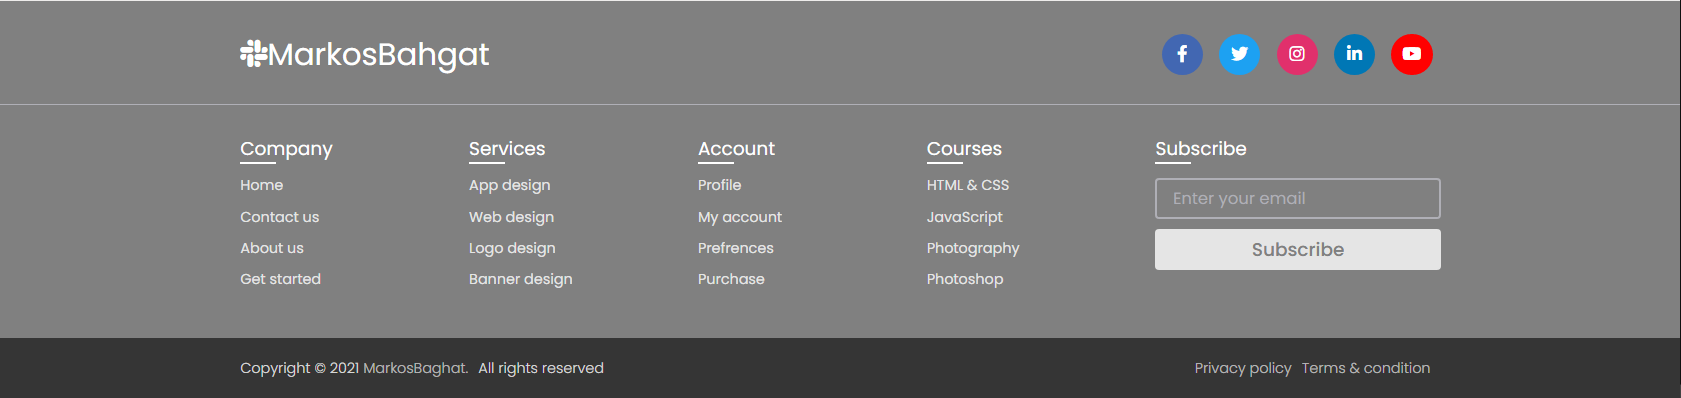 MarkosBahgat
Company
Home
Contact us
About us
Get started
Services
App design
Web design
Logo design
Banner design
Account
Profile
My account
Prefrences
Purchase
Courses
HTML & CSS
JavaScript
Photography
Photoshop
Subscribe
Enter your email
Subscribe
Copyright © 2021 MarkosBaghat. All rights reserved
Privacy policy Terms & condition